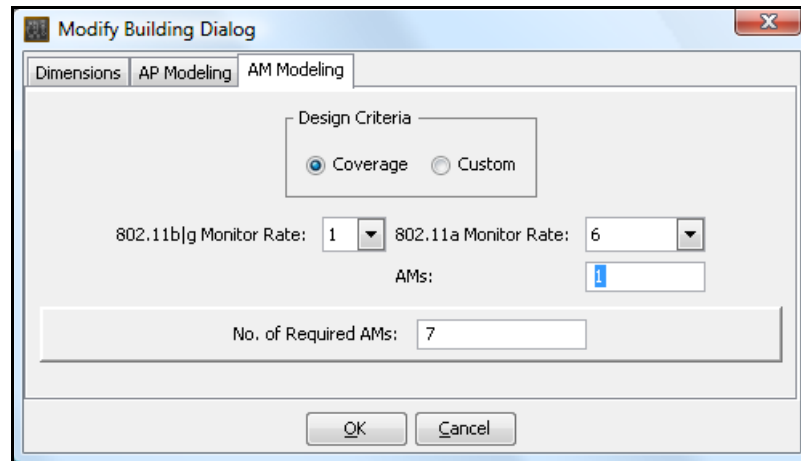 Modify Building Dialog
Dimensions AP Modeling AM Modeling
Design Criteria
Coverage Custom
802.11b|g Monitor Rate: 1 802.11a Monitor Rate: 6
AMs: 1
No. of Required AMs: 7
OK Cancel